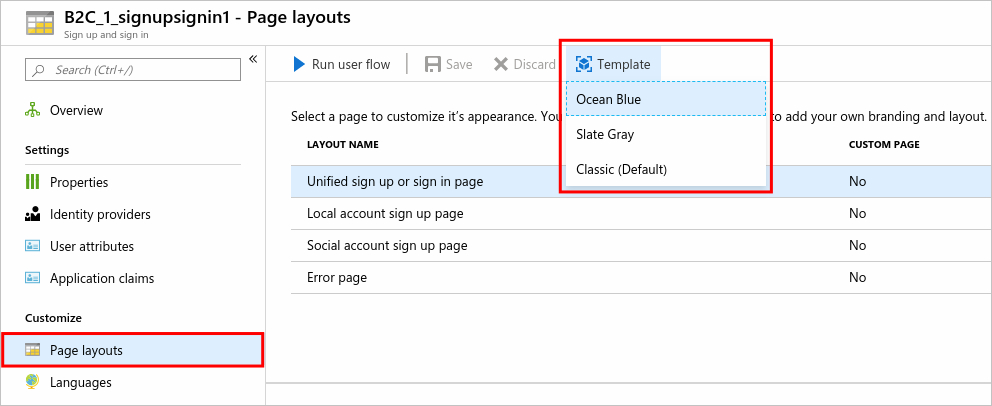 B2C_1_signupsignin1 - Page layouts
Sign up and sign in
Search (Ctrl+/)
«
Overview
Settings
Properties
Identity providers
User attributes
Application claims
Customize
Page layouts
Languages
Run user flow
Save
Discard
Template
Ocean Blue
Slate Gray
Classic (Default)
Select a page to customize it's appearance. You to add your own branding and layout.
LAYOUT NAME CUSTOM PAGE
Unified sign up or sign in page No
Local account sign up page No
Social account sign up page No
Error page No